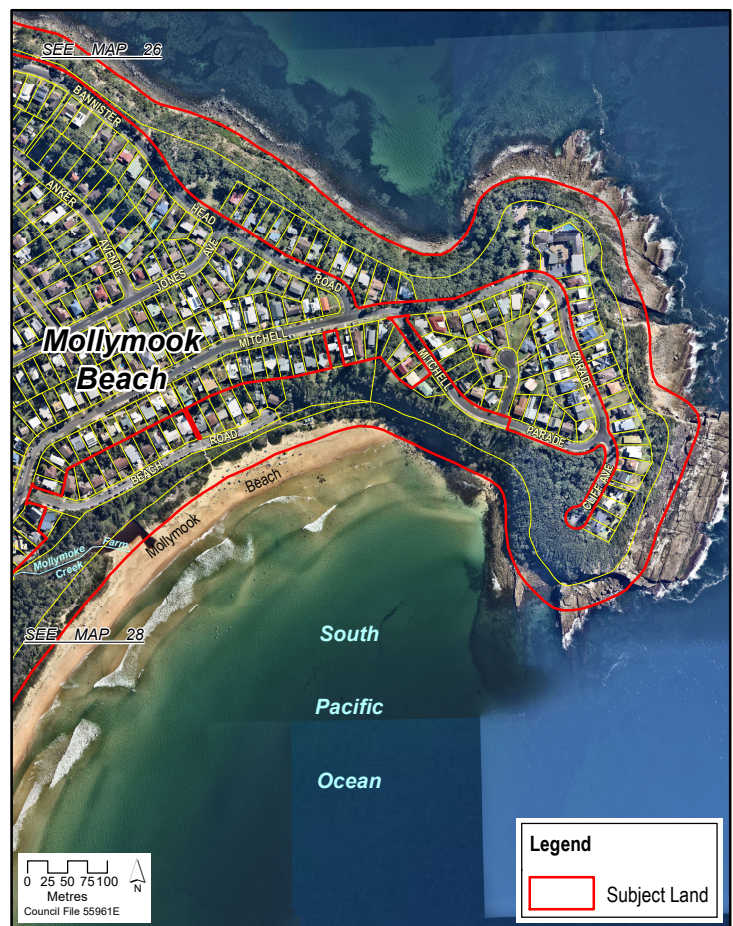 SEE MAP 26
BANNISTER
HEAD
ROAD
ANKER
AVENUE
JONES
AVE
Mollymook
Beach
MITCHELL
MITCHELL
PARADE
PARADE
CLIFF AVE
BEACH
ROAD
Mollymook
Beach
Mollymoke
Farm
Creek
SEE MAP 28
South
Pacific
Ocean
0 25 50 75 100
Metres
N
Council File 55961E
Legend
Subject Land